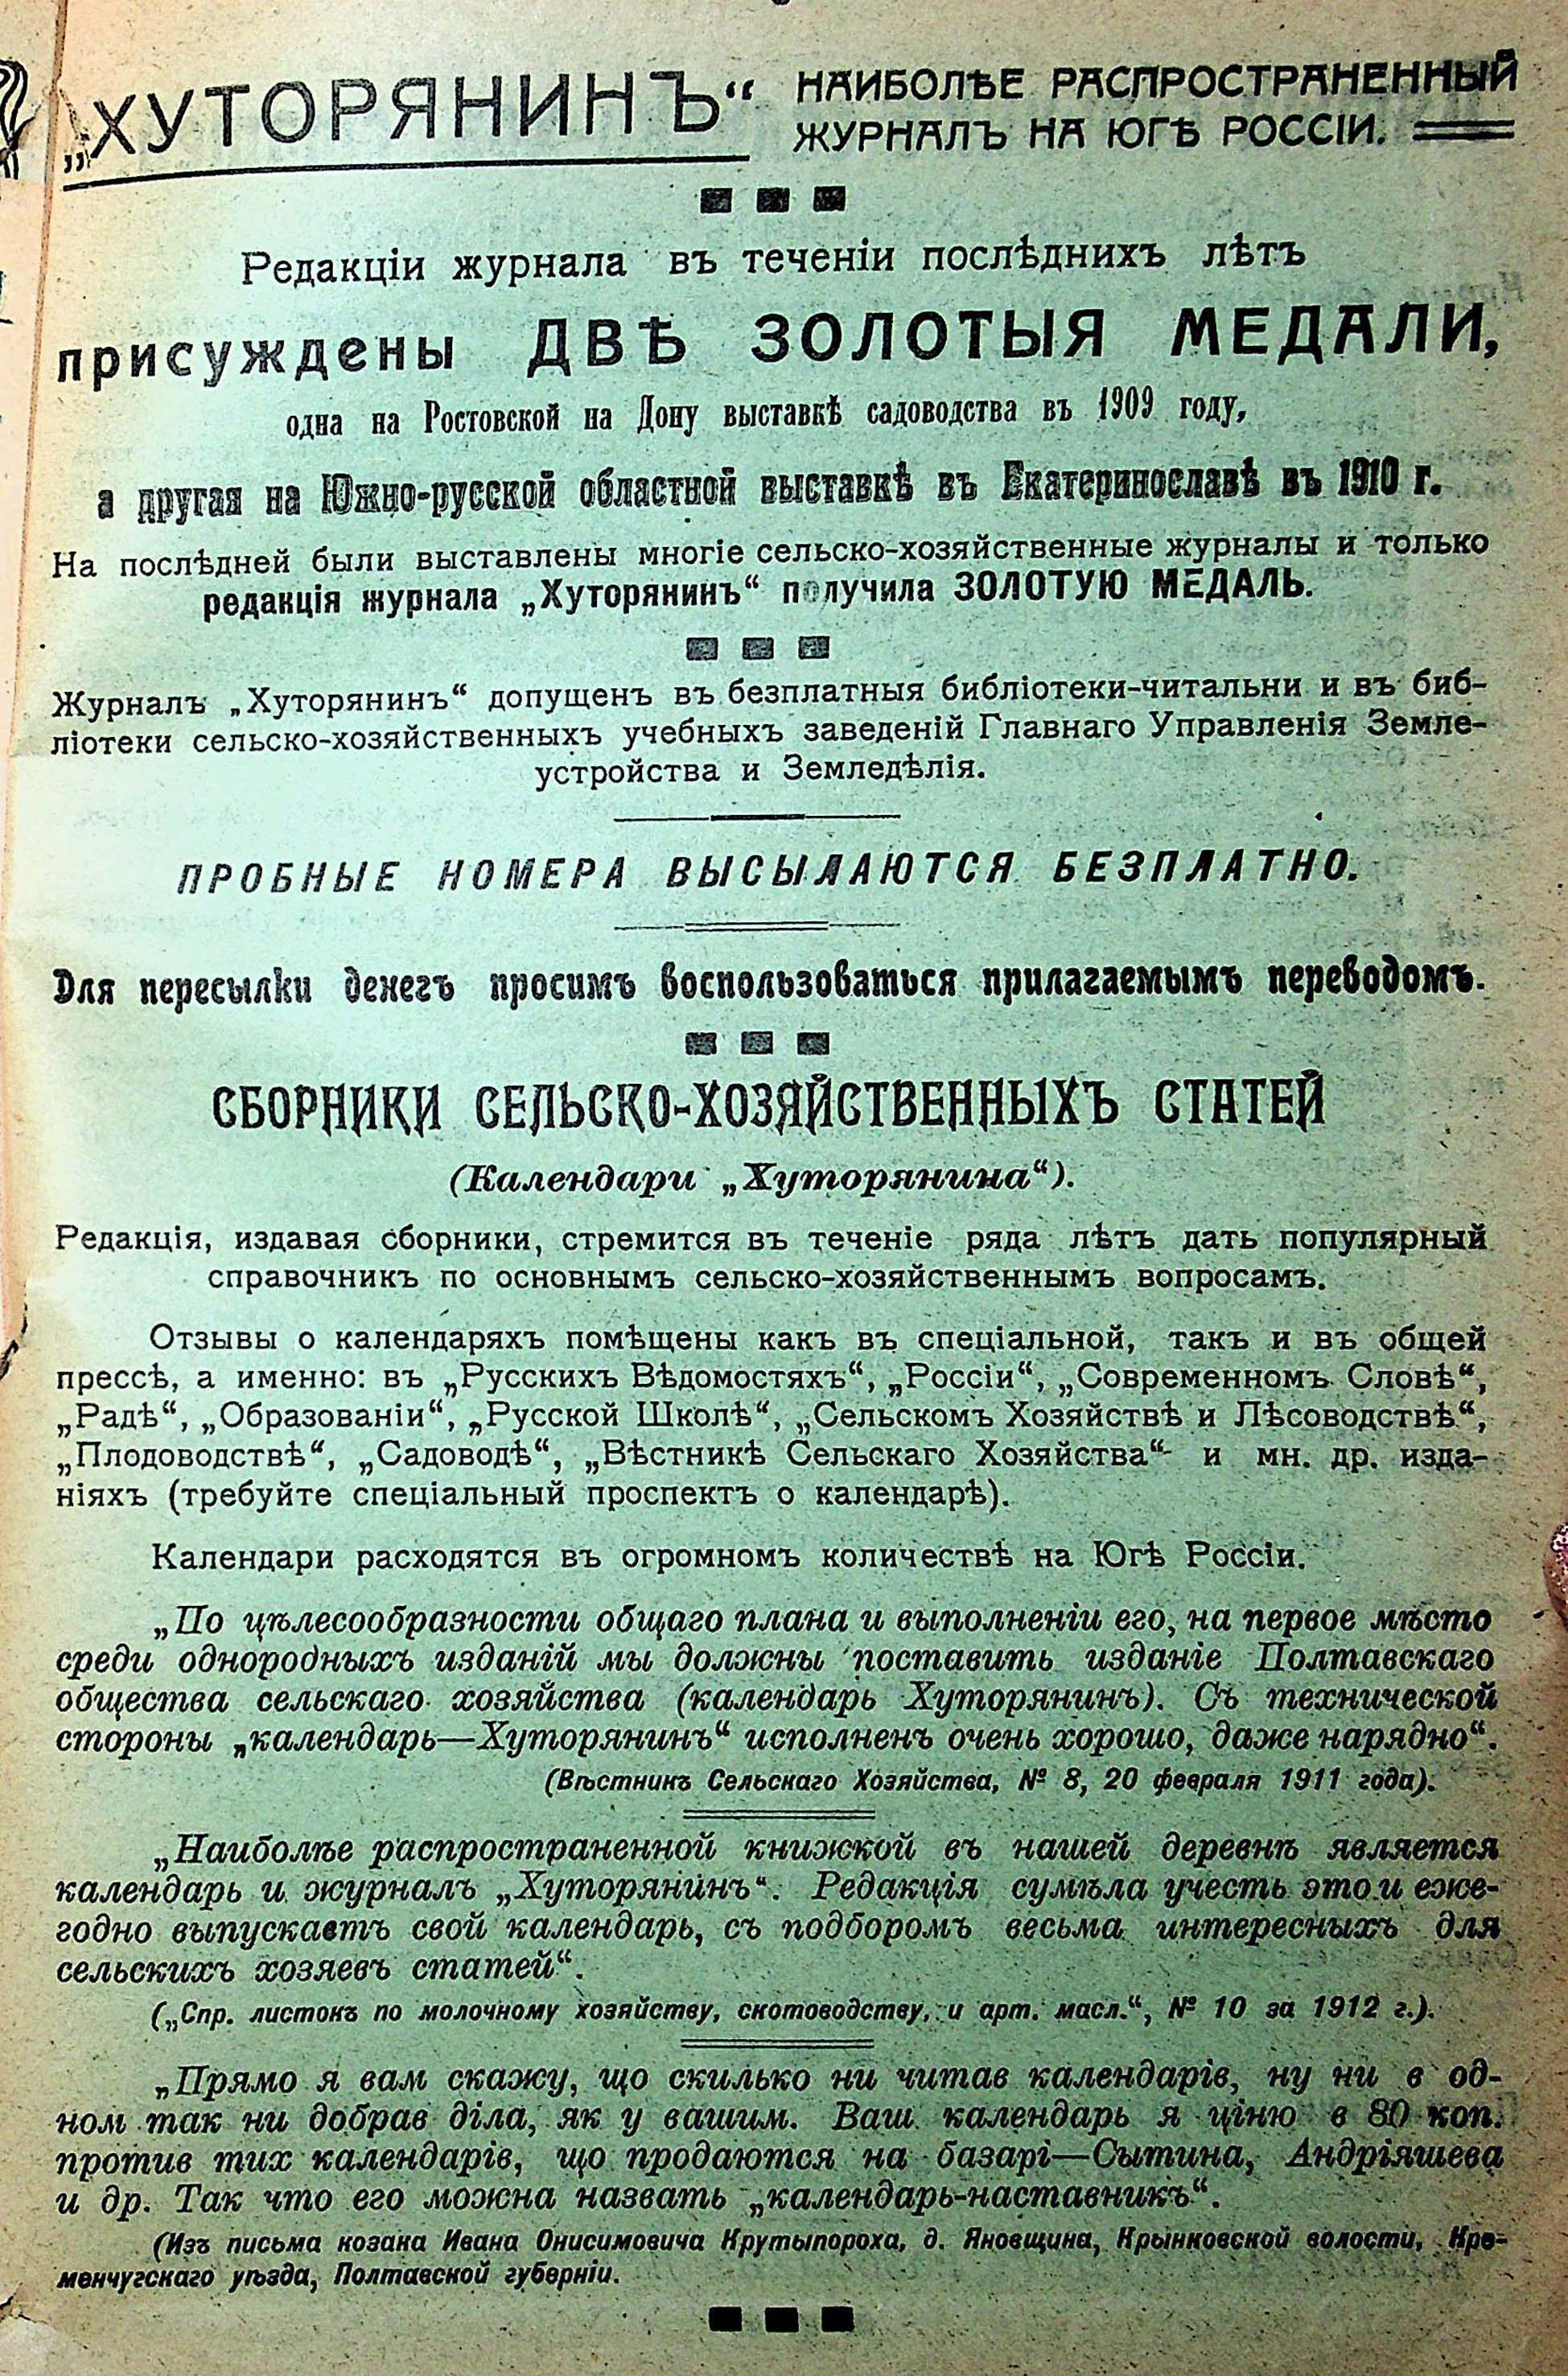 „ХУТОРЯНИНЪ“
НАИБОЛѢЕ РАСПРОСТРАНЕННЫЙ
ЖУРНАЛЪ НА ЮГѢ РОССІИ.
Редакціи журнала въ теченіи послѣднихъ лѣтъ
присуждены ДВѢ ЗОЛОТЫЯ МЕДАЛИ,
одна на Ростовской на Дону выставкѣ садоводства въ 1909 году,
а другая на Южно-русской областной выставкѣ въ Екатеринославѣ въ 1910 г.
На послѣдней были выставлены многіе сельско-хозяйственные журналы и только
редакція журнала „Хуторянинъ“ получила ЗОЛОТУЮ МЕДАЛЬ.
Журналъ „Хуторянинъ“ допущенъ въ безплатныя библіотеки-читальни и въ биб-
ліотеки сельско-хозяйственныхъ учебныхъ заведеній Главнаго Управленія Земле-
устройства и Земледѣлія.
ПРОБНЫЕ НОМЕРА ВЫСЫЛАЮТСЯ БЕЗПЛАТНО.
Для пересылки денегъ просимъ воспользоваться прилагаемымъ переводомъ.
СБОРНИКИ СЕЛЬСКО-ХОЗЯЙСТВЕННЫХЪ СТАТЕЙ
(Календари „Хуторянина“).
Редакція, издавая сборники, стремится въ теченіе ряда лѣтъ дать популярный
справочникъ по основнымъ сельско-хозяйственнымъ вопросамъ.
Отзывы о календаряхъ помѣщены какъ въ спеціальной, такъ и въ общей
прессѣ, а именно: въ „Русскихъ Вѣдомостяхъ“, „Россіи“, „Современномъ Словѣ“,
„Радѣ“, „Образованіи“, „Русской Школѣ“, „Сельскомъ Хозяйствѣ и Лѣсоводствѣ“,
„Плодоводствѣ“, „Садоводѣ“, „Вѣстникѣ Сельскаго Хозяйства“ и мн. др. изда-
ніяхъ (требуйте спеціальный проспектъ о календарѣ).
Календари расходятся въ огромномъ количествѣ на Югѣ Россіи.
„По цѣлесообразности общаго плана и выполненіи его, на первое мѣсто
среди однородныхъ изданій мы должны поставить изданіе Полтавскаго
общества сельскаго хозяйства (календарь Хуторянинъ). Съ технической
стороны „календарь—Хуторянинъ“ исполненъ очень хорошо, даже нарядно“.
(Вѣстникъ Сельскаго Хозяйства, № 8, 20 февраля 1911 года).
„Наиболѣе распространенной книжкой въ нашей деревнѣ является
календарь и журналъ „Хуторянинъ“. Редакція сумѣла учесть это и еже-
годно выпускаетъ свой календарь, съ подборомъ весьма интересныхъ для
сельскихъ хозяевъ статей“.
(„Спр. листокъ по молочному хозяйству, скотоводству, и арт. масл.“, № 10 за 1912 г.).
„Прямо я вам скажу, що скилько ни читав календарів, ну ни в од-
ном так ни добрав діла, як у вашим. Ваш календарь я ціню в 80 коп.
против тих календарів, що продаются на базарі—Сытина, Андріяшева
и др. Так что его можна назвать „календарь-наставникъ“.
(Изъ письма козака Ивана Онисимовича Крутыпороха, д. Яновщина, Крынковской волости, Кре-
менчугскаго уѣзда, Полтавской губерніи.